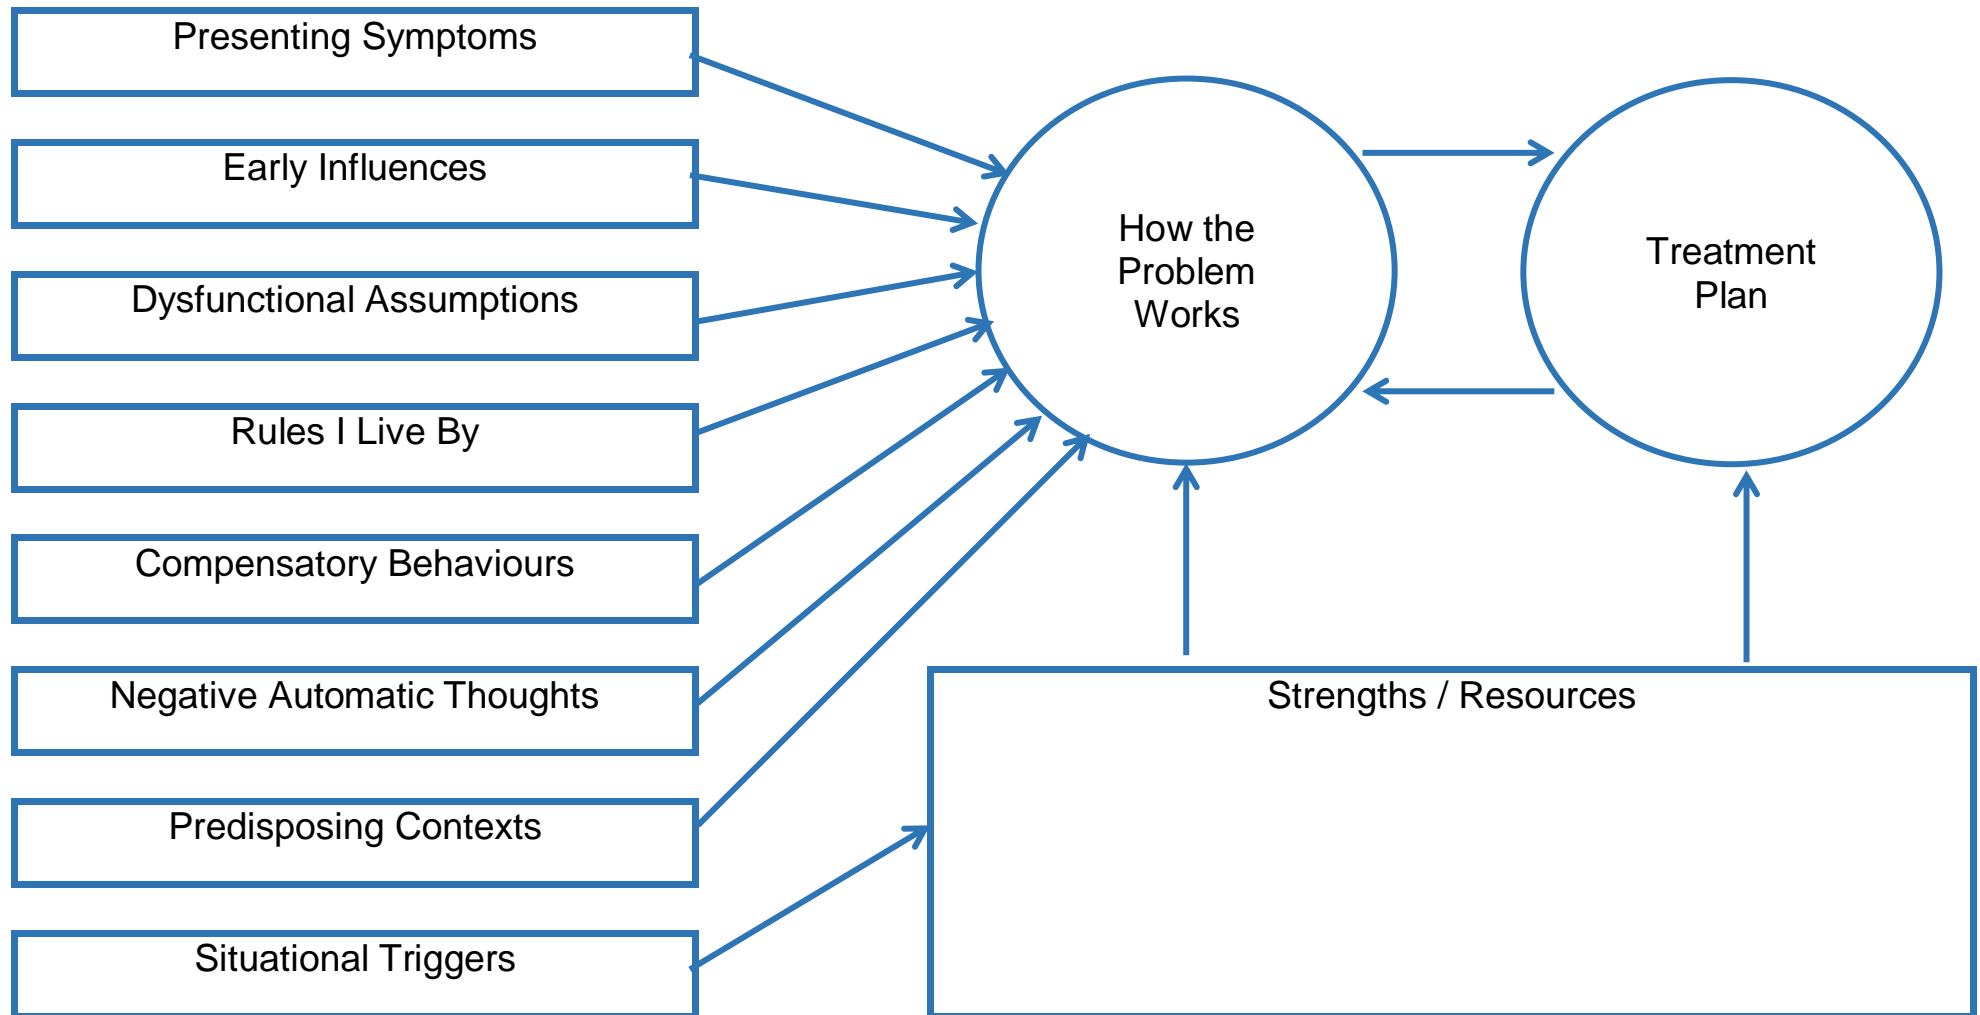 Presenting Symptoms
Early Influences
Dysfunctional Assumptions
Rules I Live By
Compensatory Behaviours
Negative Automatic Thoughts
Predisposing Contexts
Situational Triggers
How the
Problem
Works
Treatment
Plan
Strengths / Resources